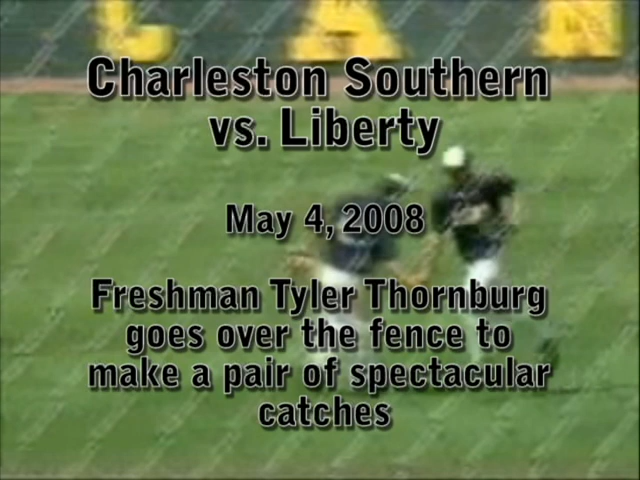 Charleston Southern
vs. Liberty
May 4, 2008
Freshman Tyler Thornburg
goes over the fence to
make a pair of spectacular
catches